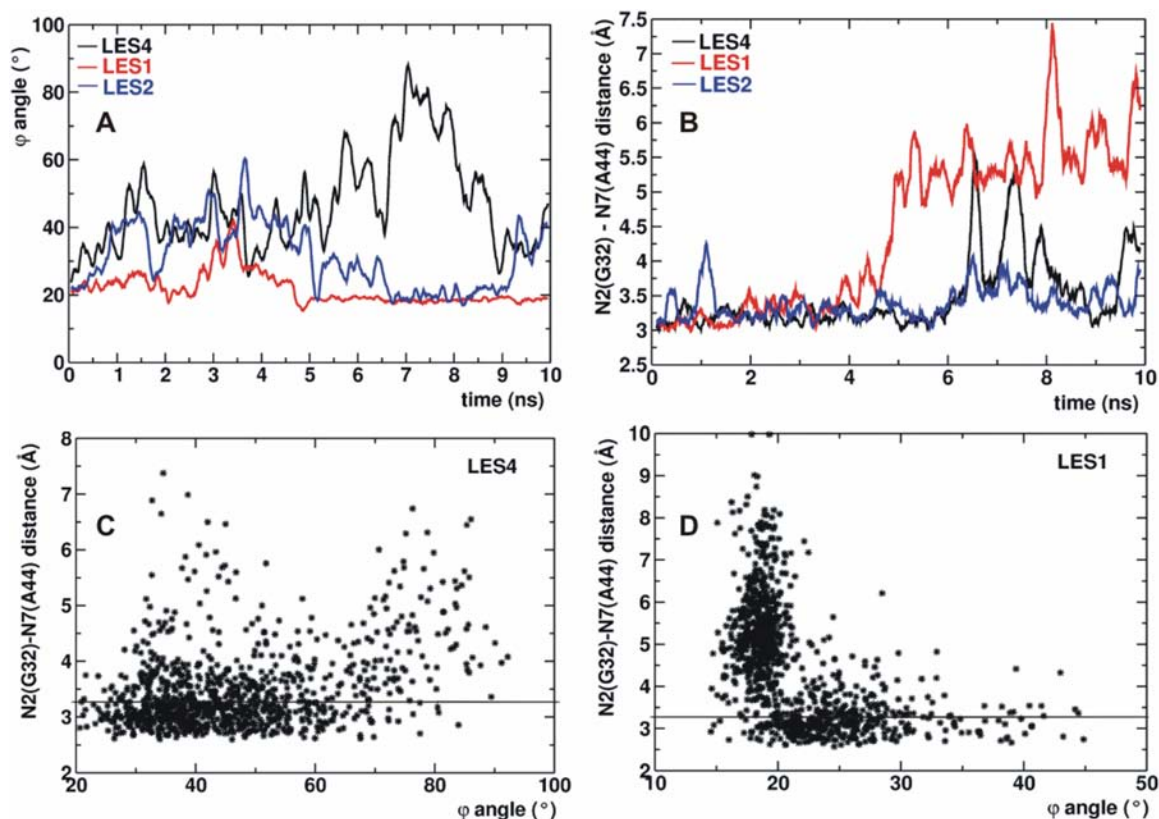 φ angle (°)
100
80
60
40
20
0
LES4
LES1
LES2
A
0 1 2 3 4 5 6 7 8 9 10
time (ns)
N2(G32) - N7(A44) distance (Å)
7.5
7
6.5
6
5.5
5
4.5
4
3.5
3
2.5
LES4
LES1
LES2
B
0 2 4 6 8 10
time (ns)
N2(G32)-N7(A44) distance (Å)
8
7
6
5
4
3
2
LES4
C
20 40 60 80 100
φ angle (°)
N2(G32)-N7(A44) distance (Å)
10
9
8
7
6
5
4
3
2
LES1
D
10 20 30 40 50
φ angle (°)